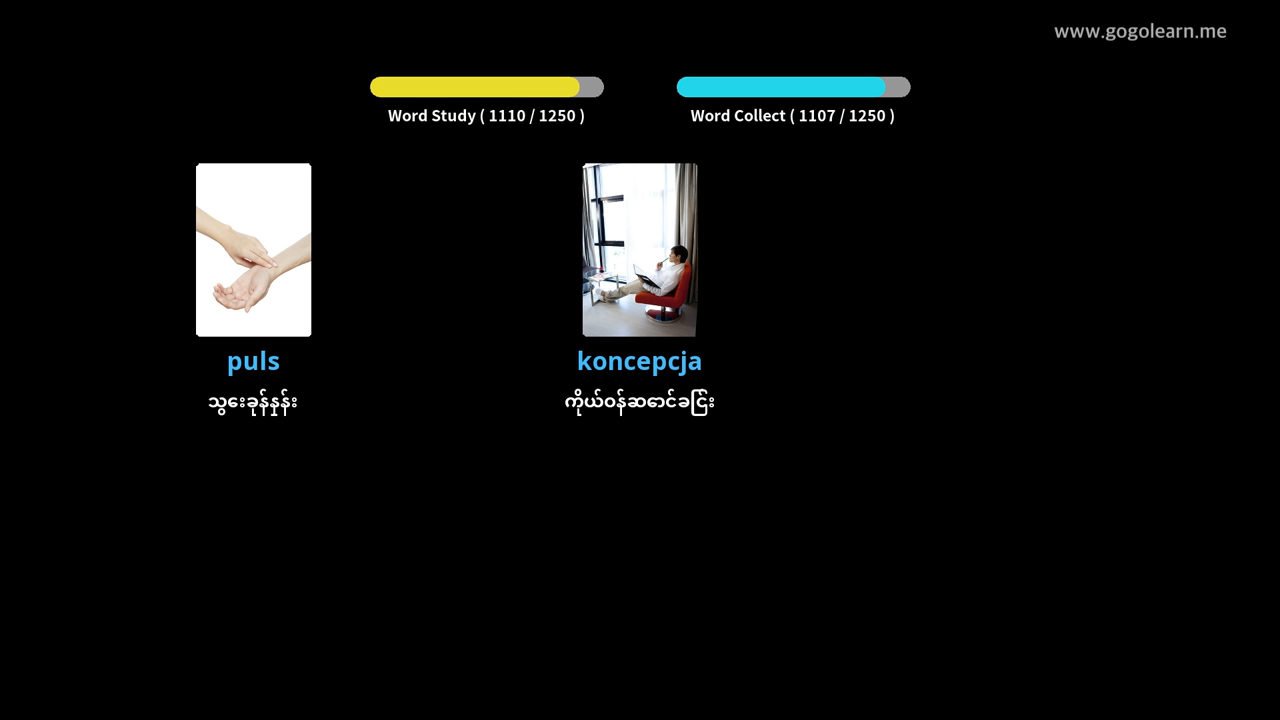 www.gogolearn.me
Word Study ( 1110 / 1250 )
Word Collect ( 1107 / 1250 )
puls
သွေးခုန်နှုန်း
koncepcja
ကိုယ်ဝန်ဆောင်ခြင်း